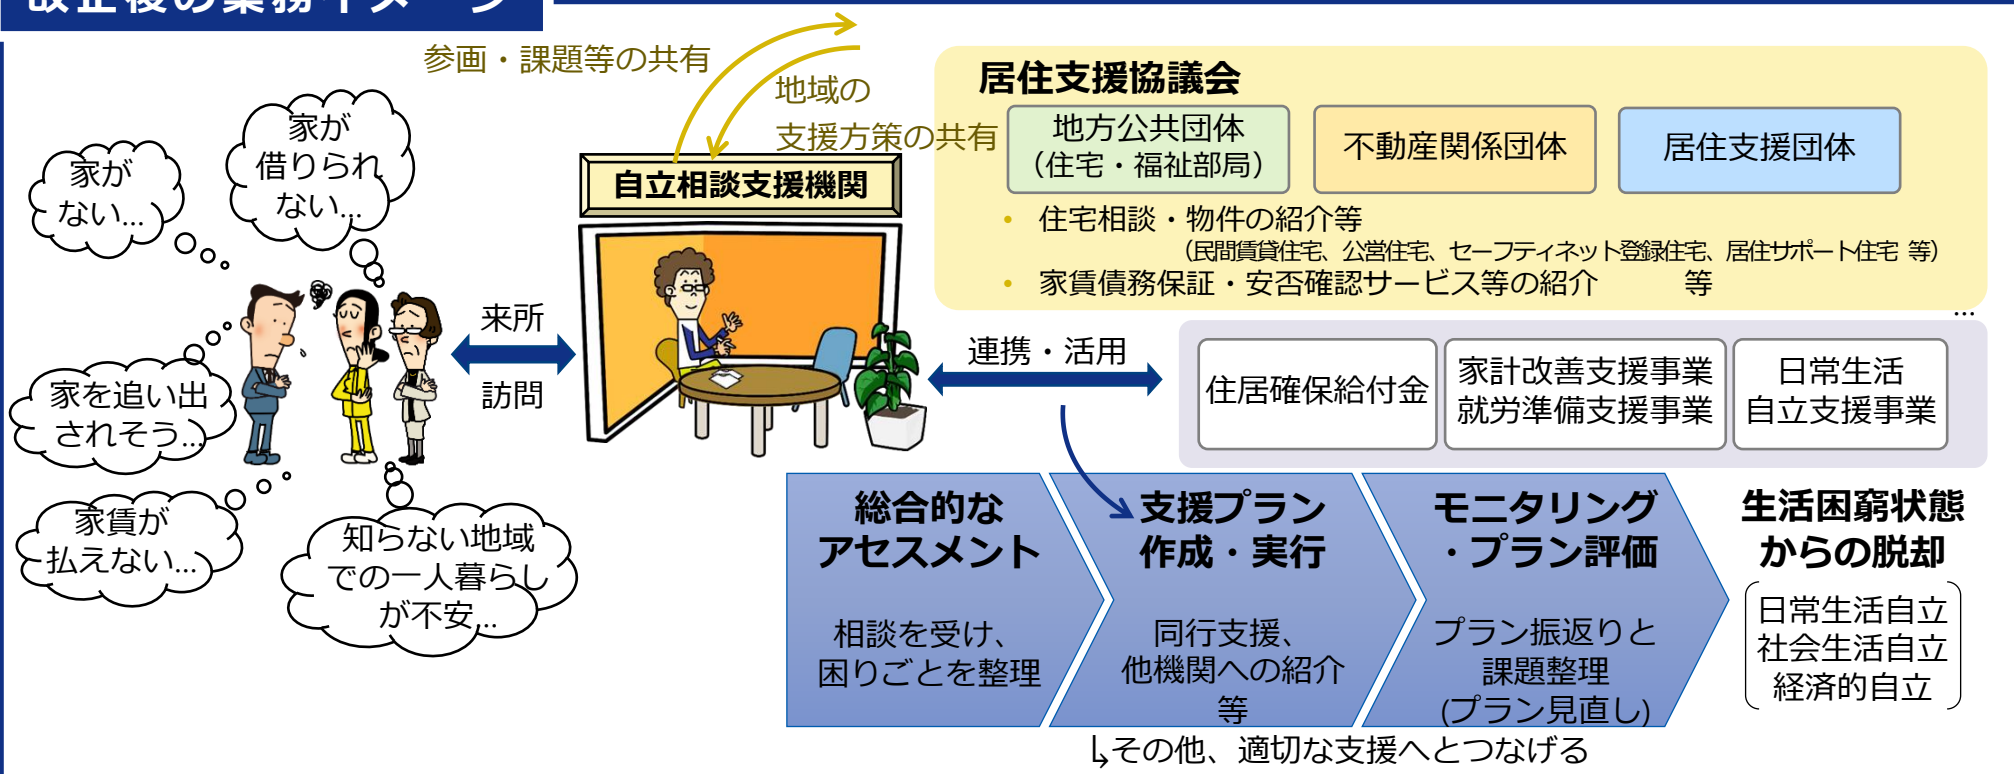 改正後の業務イメージ
参画・課題等の共有
地域の
支援方策の共有
家が
ない…
家が
借りられ
ない…
家を追い出
されそう…
家賃が
払えない…
知らない地域
での一人暮らし
が不安…
来所
訪問
自立相談支援機関
居住支援協議会
地方公共団体
（住宅・福祉部局）
不動産関係団体
居住支援団体
• 住宅相談・物件の紹介等
（民間賃貸住宅、公営住宅、セーフティネット登録住宅、居住サポート住宅 等）
• 家賃債務保証・安否確認サービス等の紹介 等
…
連携・活用
住居確保給付金
家計改善支援事業
就労準備支援事業
日常生活
自立支援事業
総合的な
アセスメント
相談を受け、
困りごとを整理
支援プラン
作成・実行
同行支援、
他機関への紹介
等
モニタリング
・プラン評価
プラン振返りと
課題整理
(プラン見直し)
生活困窮状態
からの脱却
日常生活自立
社会生活自立
経済的自立
↳その他、適切な支援へとつなげる